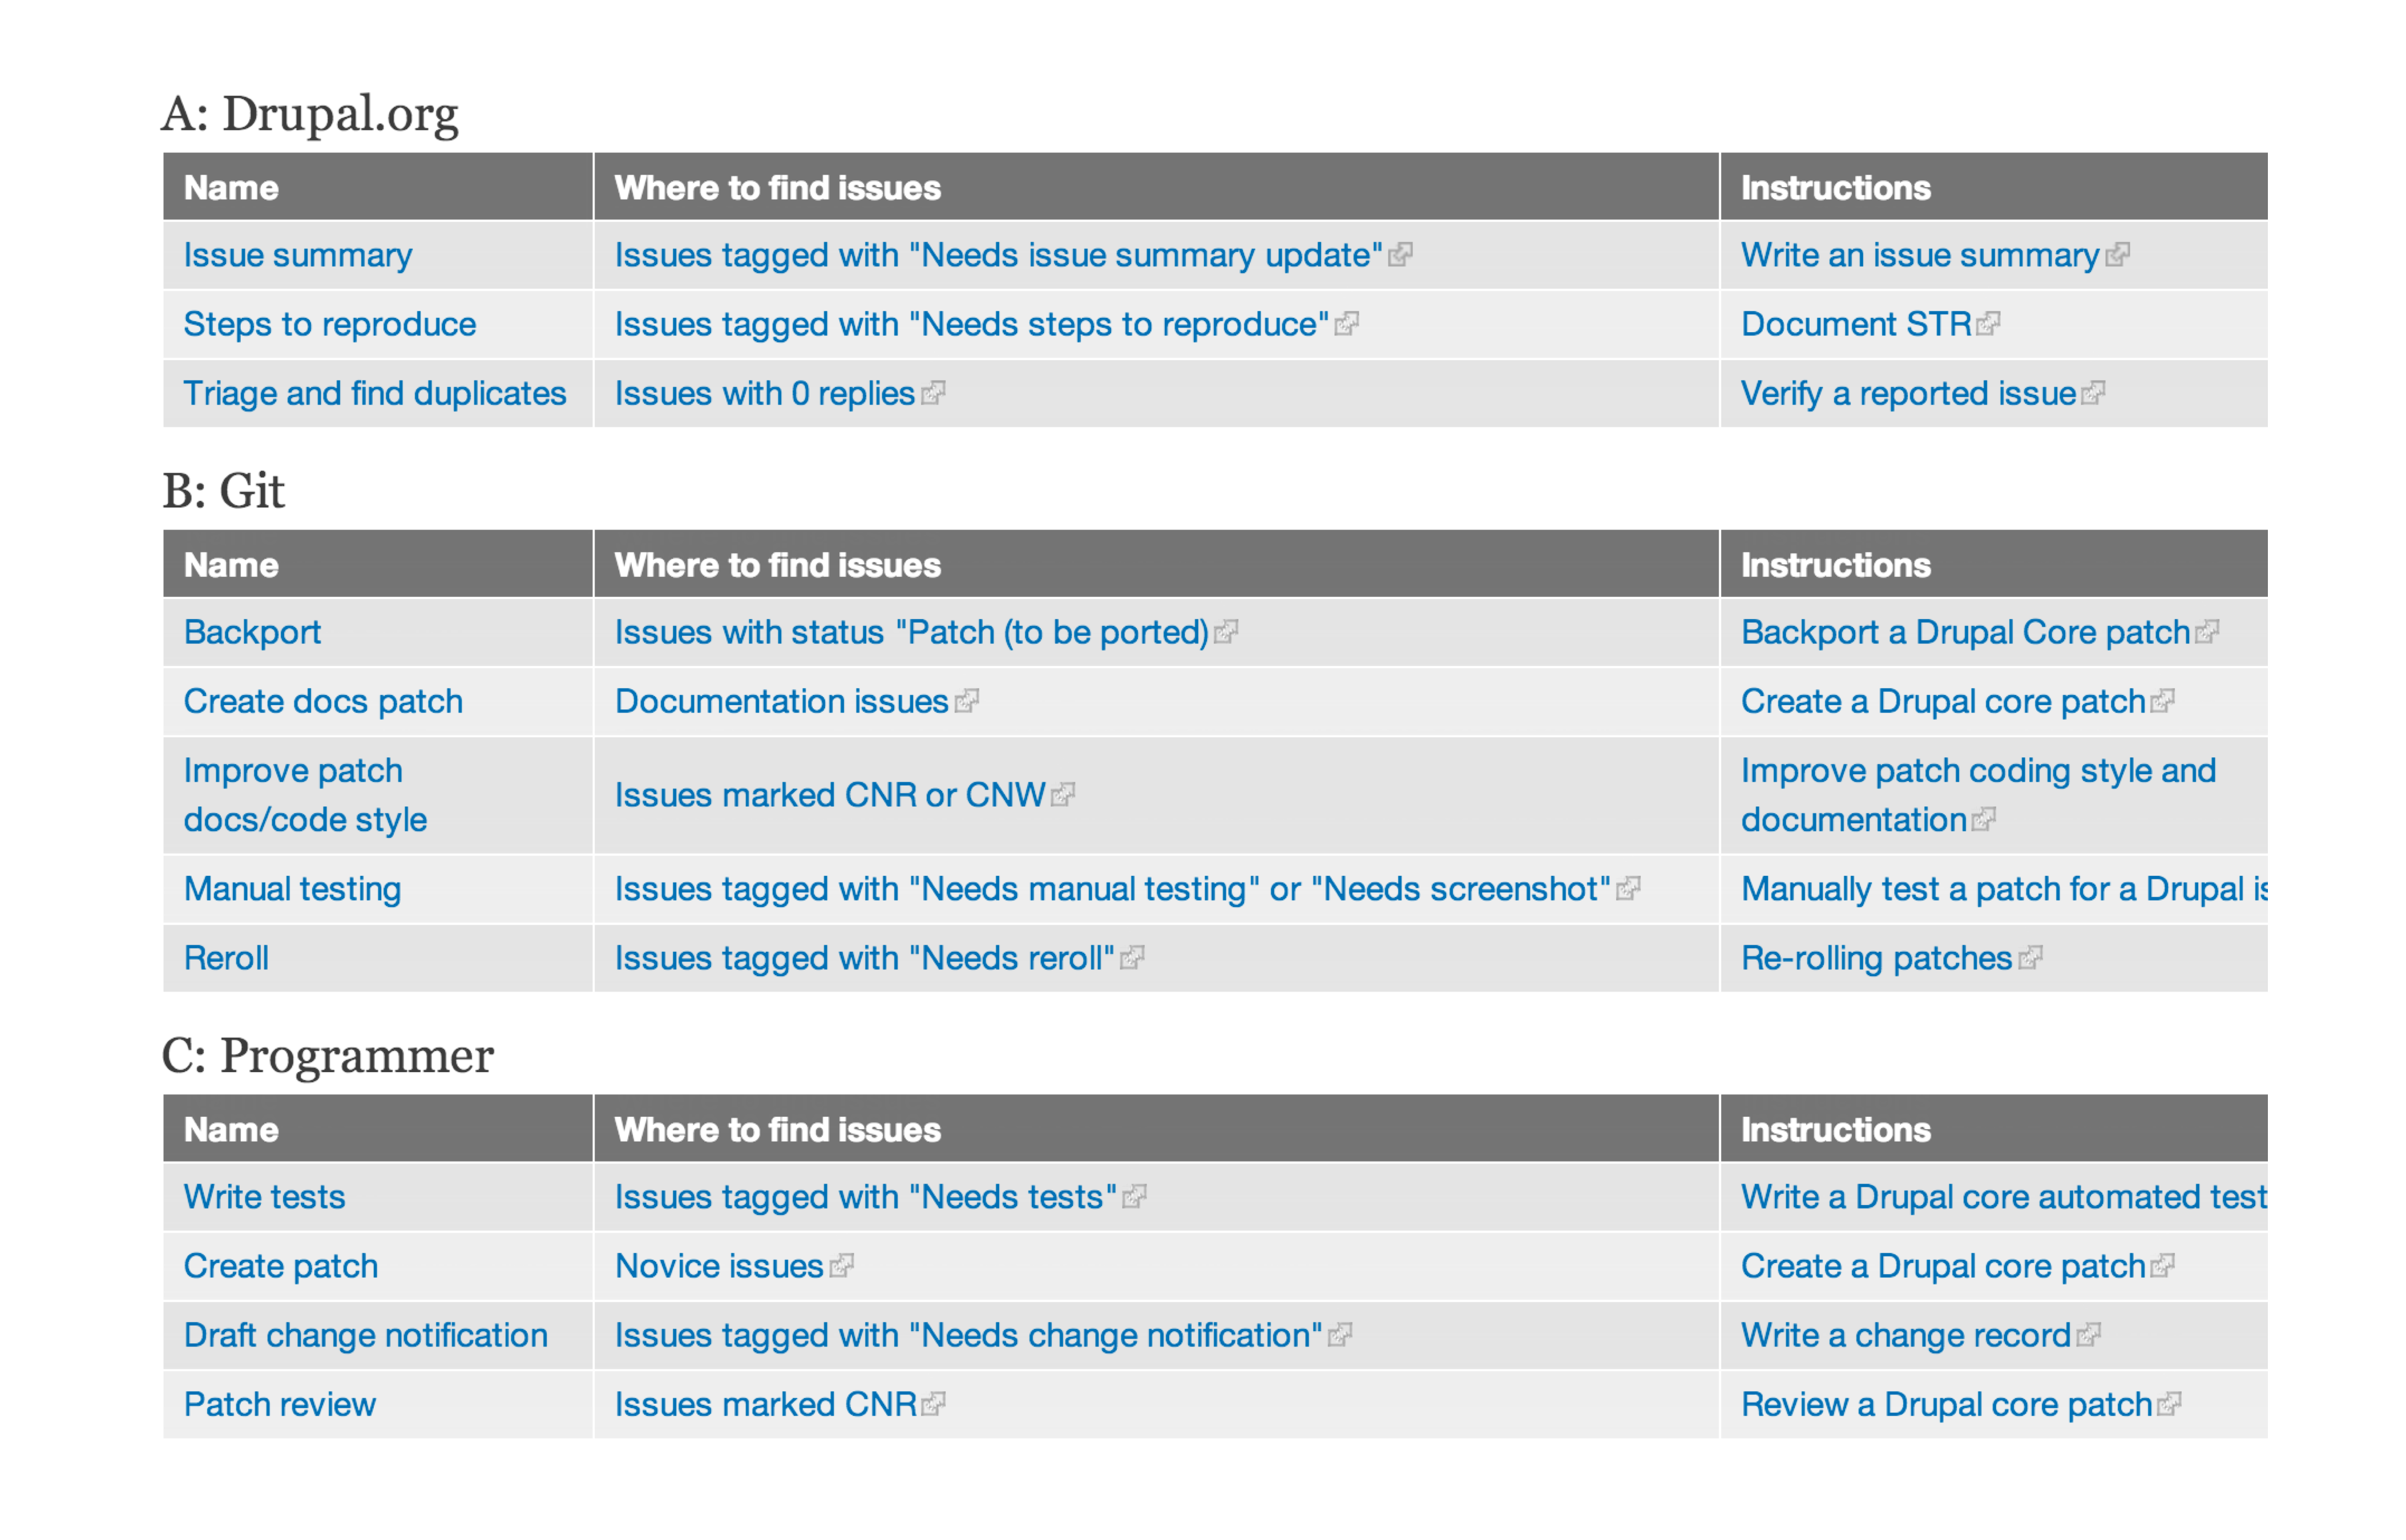 A: Drupal.org
Name Where to find issues Instructions
Issue summary Issues tagged with "Needs issue summary update" Write an issue summary
Steps to reproduce Issues tagged with "Needs steps to reproduce" Document STR
Triage and find duplicates Issues with 0 replies Verify a reported issue
B: Git
Name Where to find issues Instructions
Backport Issues with status "Patch (to be ported) Backport a Drupal Core patch
Create docs patch Documentation issues Create a Drupal core patch
Improve patch
docs/code style
Issues marked CNR or CNW
Improve patch coding style and
documentation
Manual testing Issues tagged with "Needs manual testing" or "Needs screenshot" Manually test a patch for a Drupal
Reroll Issues tagged with "Needs reroll" Re-rolling patches
C: Programmer
Name Where to find issues Instructions
Write tests Issues tagged with "Needs tests" Write a Drupal core automated test
Create patch Novice issues Create a Drupal core patch
Draft change notification Issues tagged with "Needs change notification" Write a change record
Patch review Issues marked CNR Review a Drupal core patch